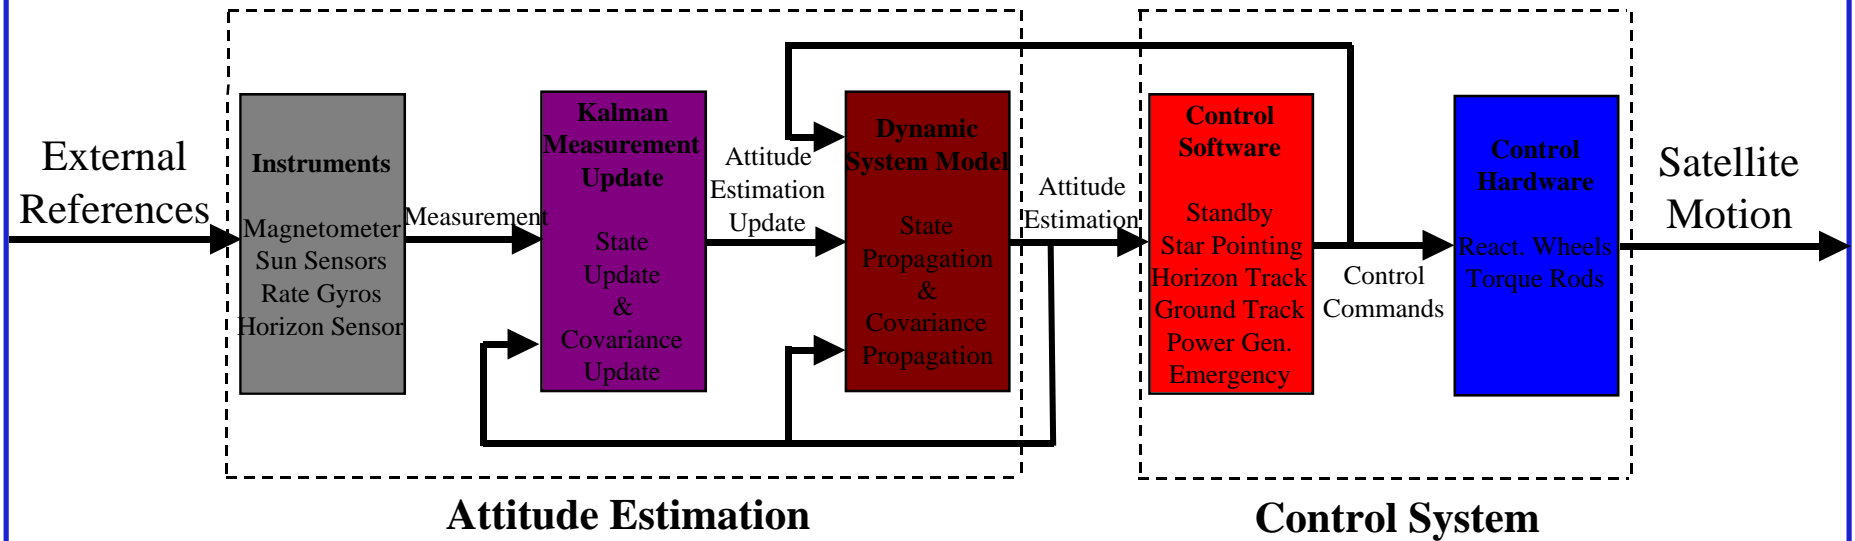 External
References
Instruments
Magnetometer
Sun Sensors
Rate Gyros
Horizon Sensor
Measurement
Kalman
Measurement
Update
State
Update
&
Covariance
Update
Attitude
Estimation
Update
Dynamic
System Model
State
Propagation
&
Covariance
Propagation
Attitude
Estimation
Control
Software
Standby
Star Pointing
Horizon Track
Ground Track
Power Gen.
Emergency
Control
Commands
Control
Hardware
React. Wheels
Torque Rods
Satellite
Motion
Attitude Estimation
Control System